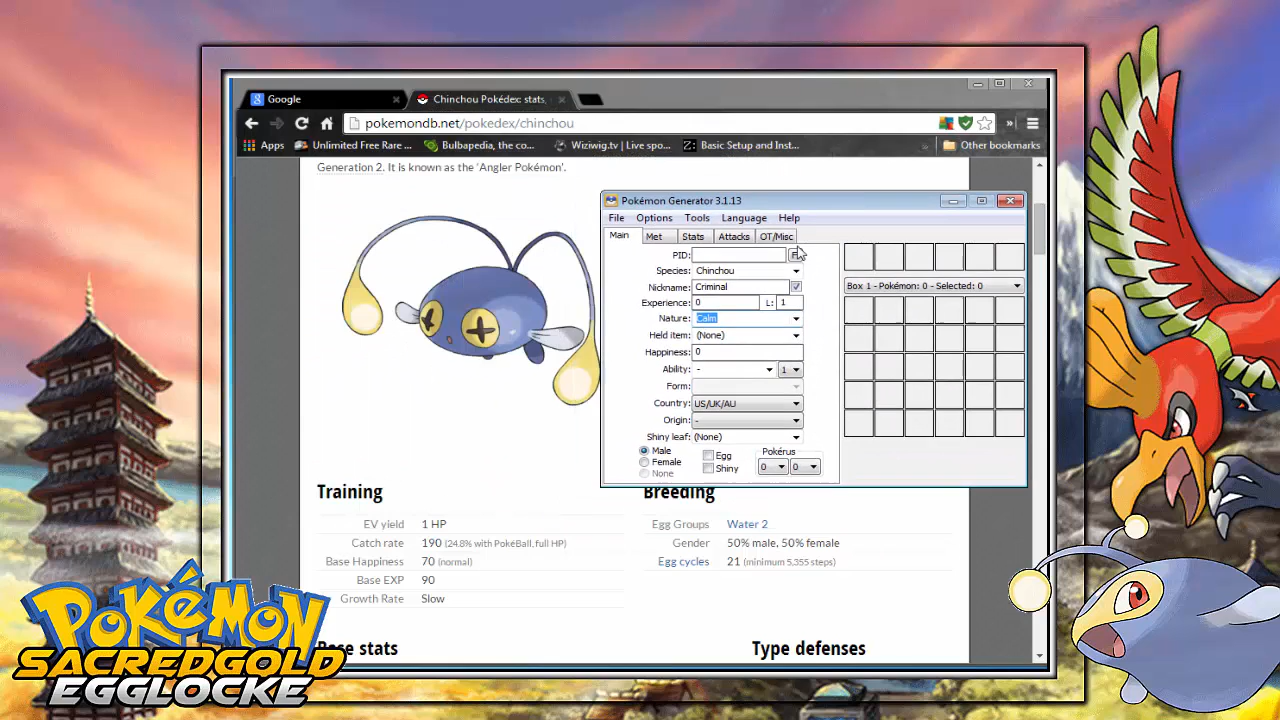 Google
Chinchou Pokédex: stats,
pokemondb.net/pokedex/chinchou
Apps Unlimited Free Rare ... Bulbapedia, the co... Wiziwig.tv | Live spo... Z: Basic Setup and Inst... » Other bookmarks
Generation 2. It is known as the 'Angler Pokémon'.
Pokémon Generator 3.1.13
File Options Tools Language Help
Main Met Stats Attacks OT/Misc
PID:
Species: Chinchou
Nickname: Criminal
Experience: 0 L: 1
Nature: Calm
Held item: (None)
Happiness: 0
Ability: - 1
Form:
Country: US/UK/AU
Origin: -
Shiny leaf: (None)
Male
Female
None
Egg
Shiny
Pokérus
0 0
Box 1 - Pokémon: 0 - Selected: 0
Training
EV yield 1 HP
Catch rate 190 (24.8% with PokéBall, full HP)
Base Happiness 70 (normal)
Base EXP 90
Growth Rate Slow
Breeding
Egg Groups Water 2
Gender 50% male, 50% female
Egg cycles 21 (minimum 5,355 steps)
Base stats
Type defenses
POKéMON
SACREDGOLD
EGGLOCKE